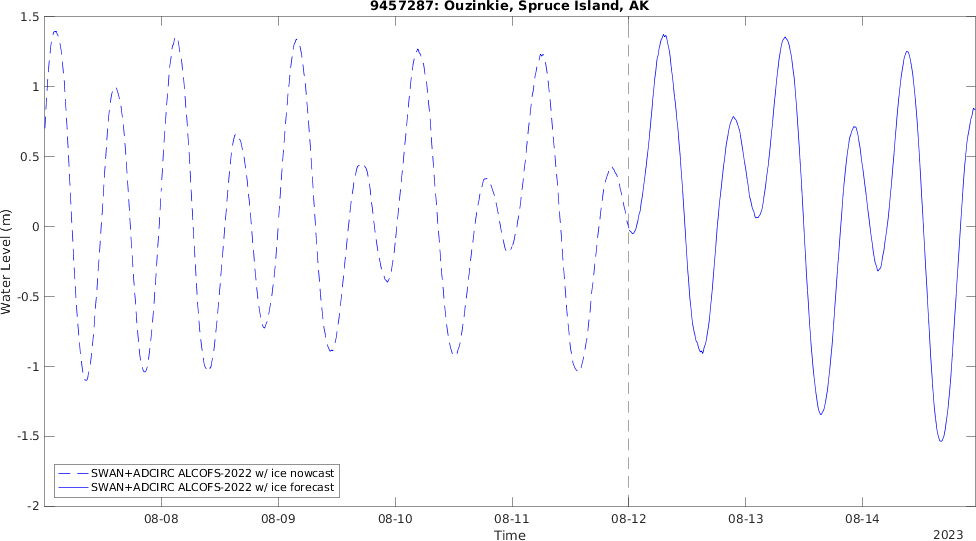 9457287: Ouzinkie, Spruce Island, AK
1.5
1
0.5
0
-0.5
-1
-1.5
-2
Water Level (m)
SWAN+ADCIRC ALCOFS-2022 w/ ice nowcast
SWAN+ADCIRC ALCOFS-2022 w/ ice forecast
08-08 08-09 08-10 08-11 08-12 08-13 08-14
Time
2023